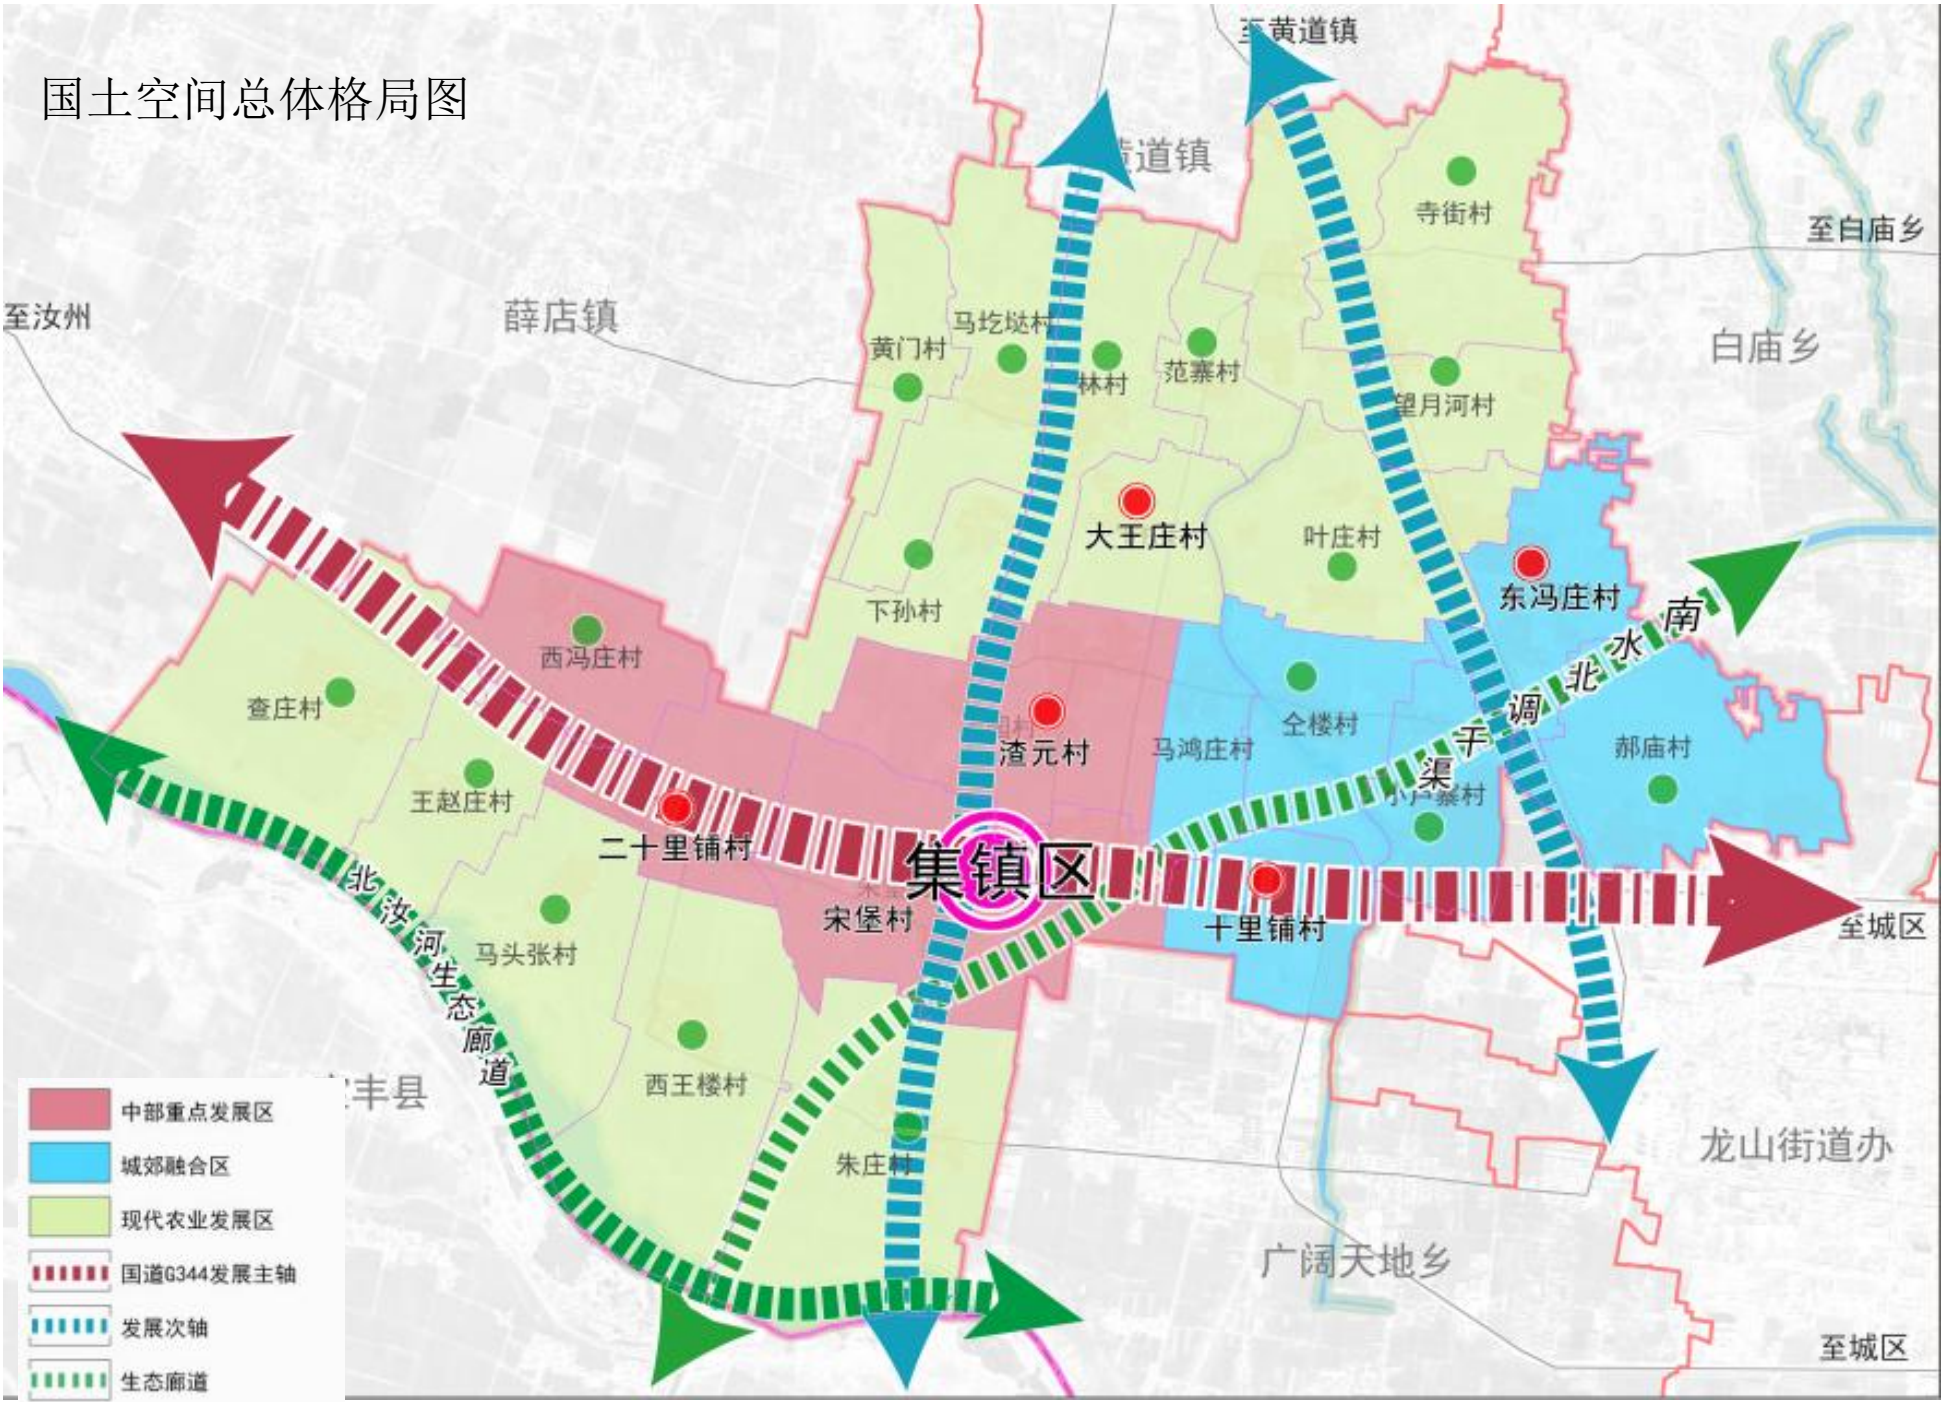 国土空间总体格局图
至黄道镇
道镇
寺街村
至白庙乡
至汝州
薛店镇
马圪垯村
黄门村
林村
范寨村
白庙乡
望月河村
大王庄村
叶庄村
东冯庄村
下孙村
南水北调干渠
西冯庄村
查庄村
渣元村
马鸿庄村
仝楼村
郝庙村
王赵庄村
小卢寨村
二十里铺村
集镇区
宋堡村
十里铺村
至城区
北汝河生态廊道
马头张村
西王楼村
丰县
朱庄村
龙山街道办
广阔天地乡
至城区
中部重点发展区
城郊融合区
现代农业发展区
国道G344发展主轴
发展次轴
生态廊道